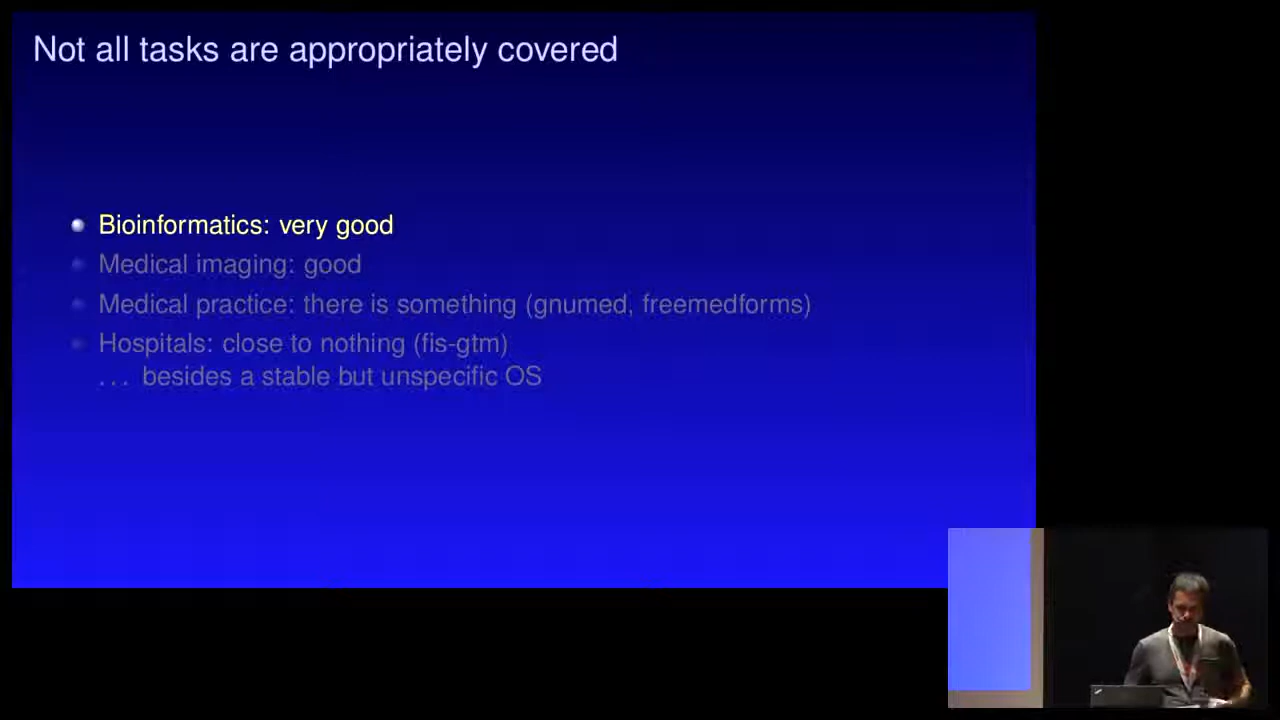 Not all tasks are appropriately covered
Bioinformatics: very good
Medical imaging: good
Medical practice: there is something (gnumed, freemedforms)
Hospitals: close to nothing (fis-gtm)
... besides a stable but unspecific OS